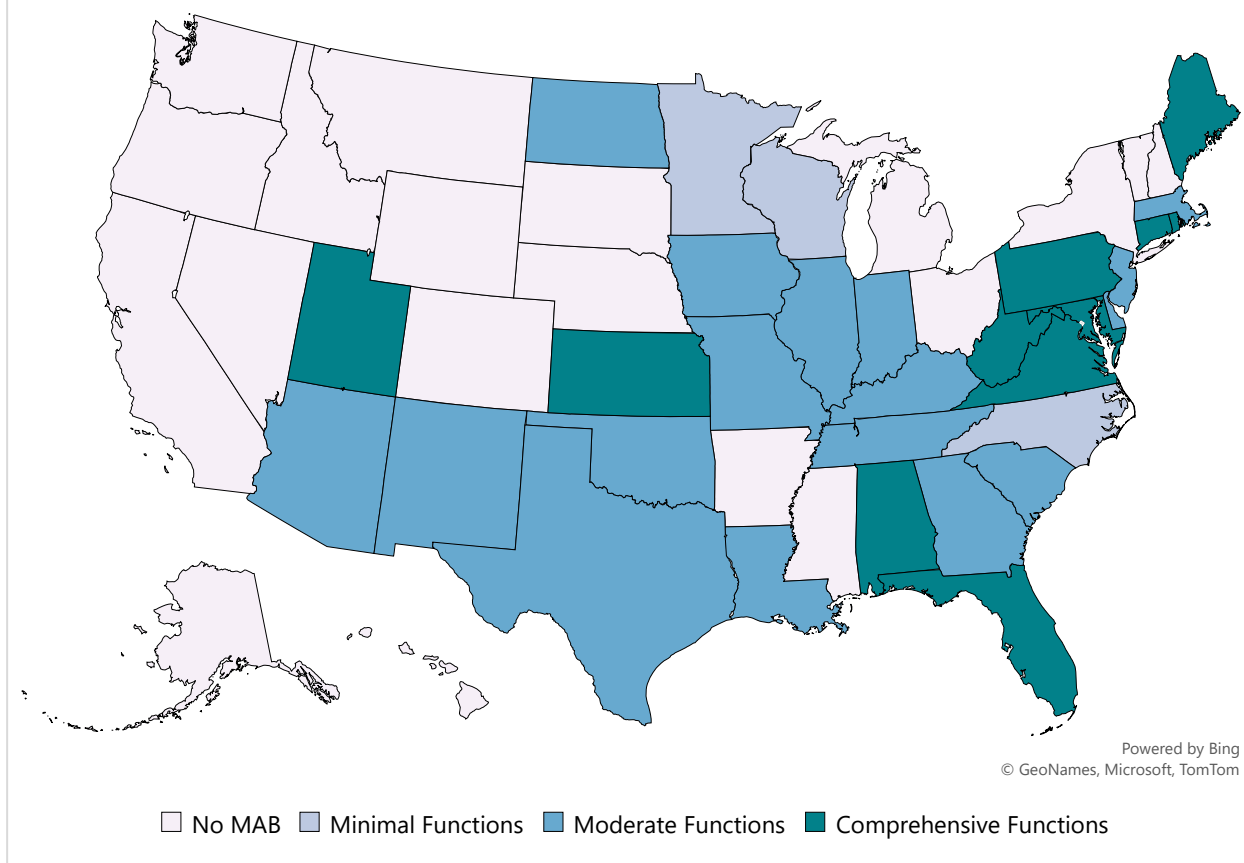 Powered by Bing
© GeoNames, Microsoft, TomTom
No MAB Minimal Functions Moderate Functions Comprehensive Functions